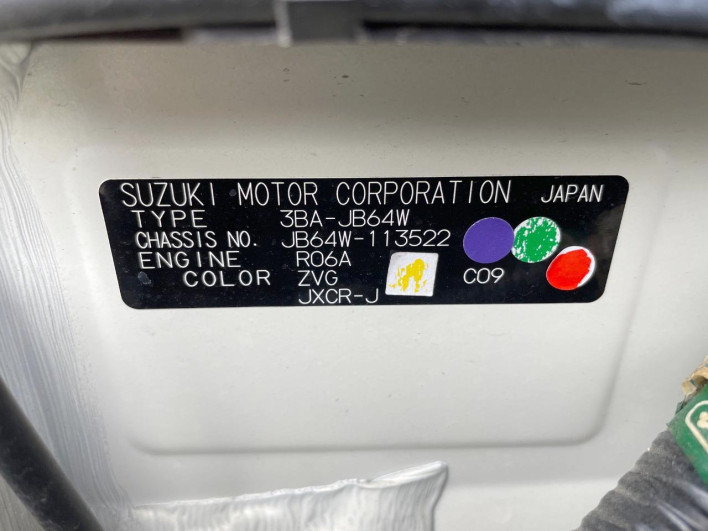 SUZUKI MOTOR CORPORATION JAPAN
TYPE 3BA-JB64W
CHASSIS NO. JB64W-113522
ENGINE R06A
COLOR ZVG C09
JXCR-J